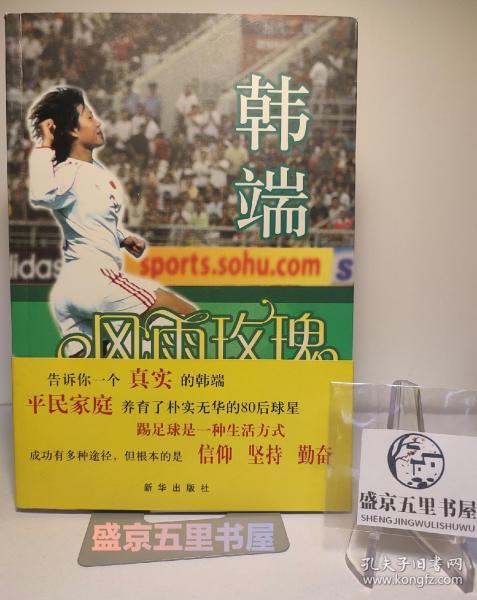 韩端
didas
sports.sohu.com
S
风雨玫瑰
告诉你一个 真实 的韩端
平民家庭 养育了朴实无华的80后球星
踢足球是一种生活方式
成功有多种途径，但根本的是 信仰 坚持 勤奋
新华出版社
盛京五里书屋
盛京五里书屋
SHENGJINGWULISHUWU
孔夫子旧书网
www.kongfz.com